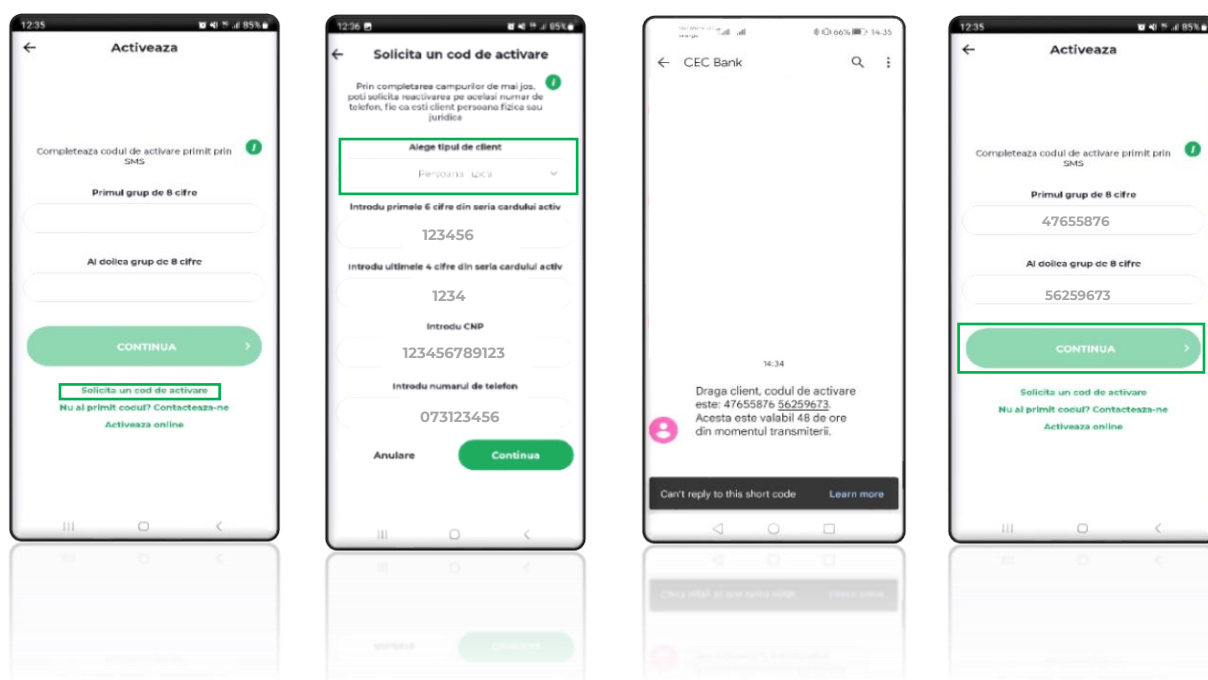 12:35
85%
Activeaza
Completeaza codul de activare primit prin
SMS
Primul grup de 8 cifre
Al doilea grup de 8 cifre
CONTINUA
Solicita un cod de activare
Nu ai primit codul? Contacteaza-ne
Activeaza online
12:36
85%
Solicita un cod de activare
Prin completarea campurilor de mai jos,
poti solicita reactivarea pe acelasi numar de
telefon, fie ca esti client persoana fizica sau
juridica
Alege tipul de client
Persoana fizica
Introdu primele 6 cifre din seria cardului activ
123456
Introdu ultimele 4 cifre din seria cardului activ
1234
Introdu CNP
123456789123
Introdu numarul de telefon
073123456
Anulare
Continua
66% 14:35
CEC Bank
14:34
Draga client, codul de activare
este: 47655876 56259673.
Acesta este valabil 48 de ore
din momentul transmiterii.
Can't reply to this short code Learn more
12:35
85%
Activeaza
Completeaza codul de activare primit prin
SMS
Primul grup de 8 cifre
47655876
Al doilea grup de 8 cifre
56259673
CONTINUA
Solicita un cod de activare
Nu ai primit codul? Contacteaza-ne
Activeaza online